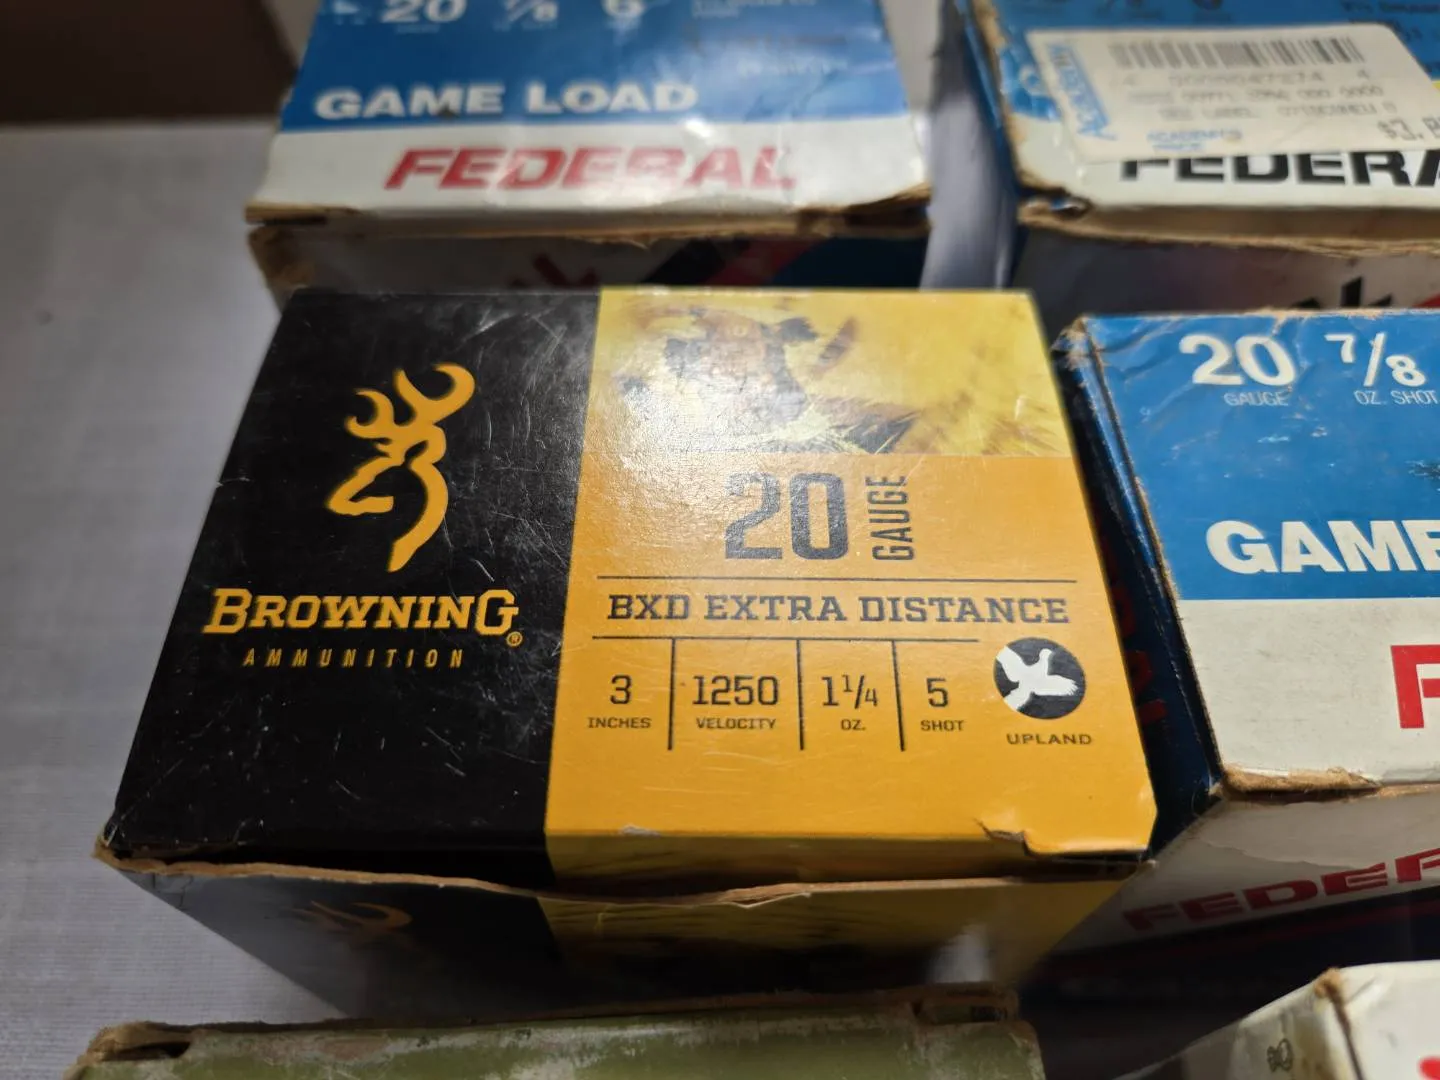 20 7/8 6
GAME LOAD
FEDERAL
ACADEMY
FEDERA
20 7/8
GAUGE OZ. SHOT
GAME
F
FEDER
BROWNING®
AMMUNITION
20 GAUGE
BXD EXTRA DISTANCE
3 1250 1 1/4 5
INCHES VELOCITY OZ. SHOT
UPLAND